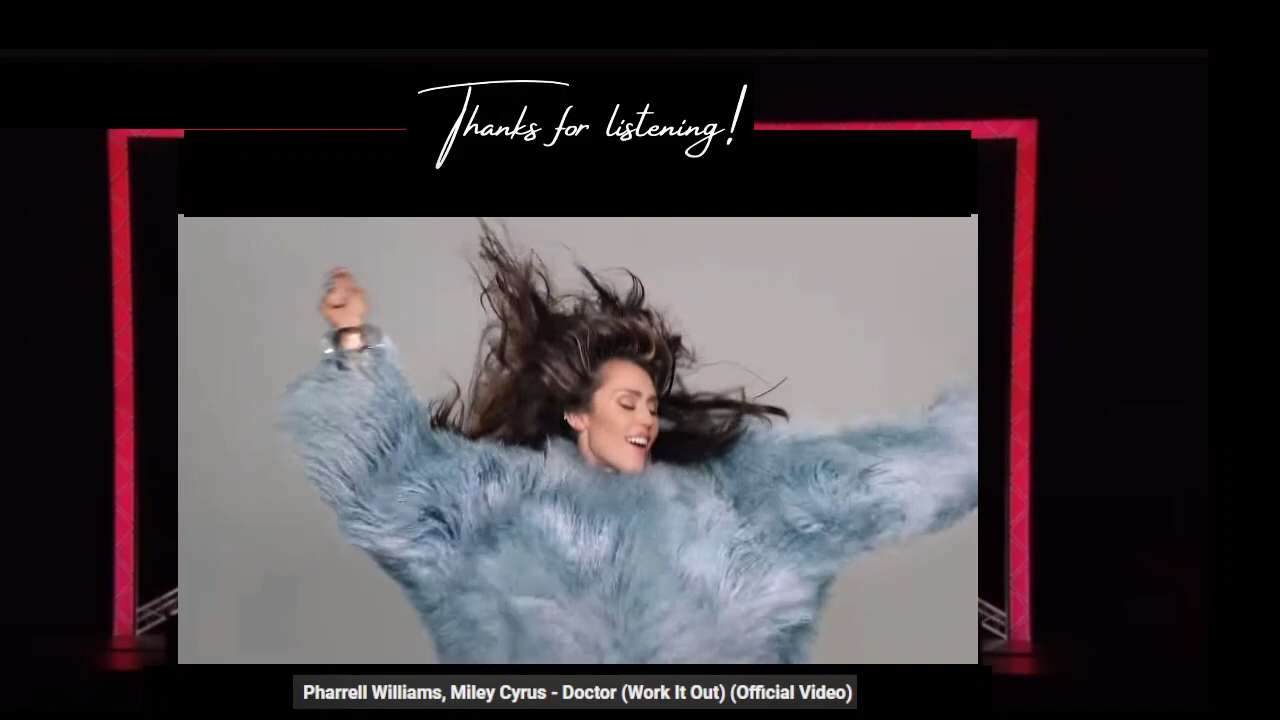 Thanks for listening!
Pharrell Williams, Miley Cyrus - Doctor (Work It Out) (Official Video)